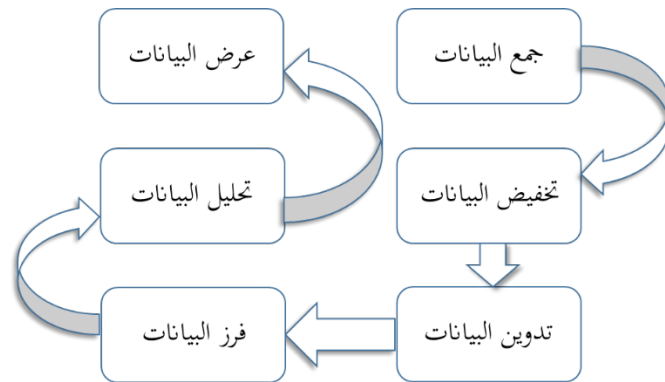 جمع البيانات
تخفيض البيانات
تدوين البيانات
فرز البيانات
تحليل البيانات
عرض البيانات